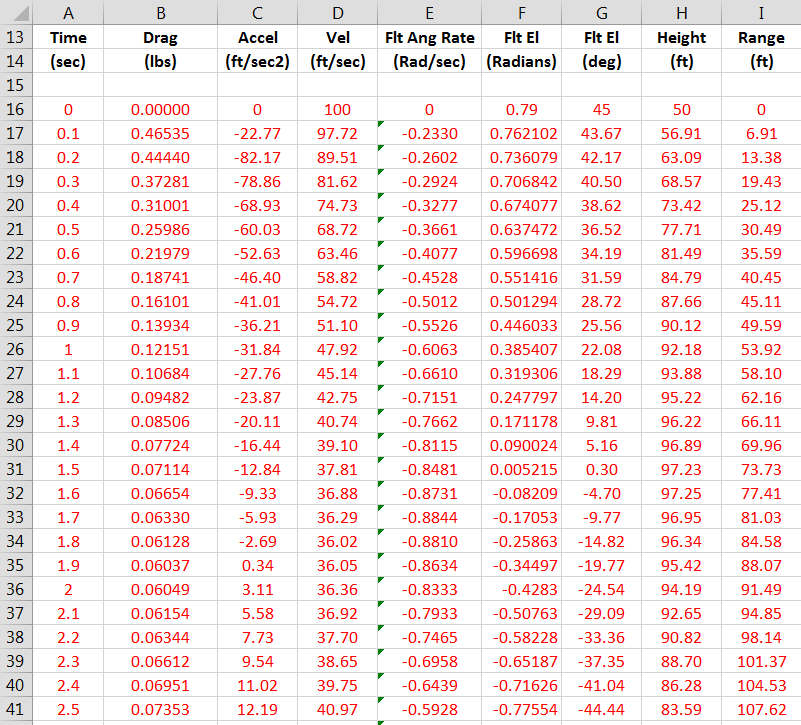 A B C D E F G H I
13 Time Drag Accel Vel Flt Ang Rate Flt El Flt El Height Range
14 (sec) (lbs) (ft/sec2) (ft/sec) (Rad/sec) (Radians) (deg) (ft) (ft)
15
16 0 0.00000 0 100 0 0.79 45 50 0
17 0.1 0.46535 -22.77 97.72 -0.2330 0.762102 43.67 56.91 6.91
18 0.2 0.44440 -82.17 89.51 -0.2602 0.736079 42.17 63.09 13.38
19 0.3 0.37281 -78.86 81.62 -0.2924 0.706842 40.50 68.57 19.43
20 0.4 0.31001 -68.93 74.73 -0.3277 0.674077 38.62 73.42 25.12
21 0.5 0.25986 -60.03 68.72 -0.3661 0.637472 36.52 77.71 30.49
22 0.6 0.21979 -52.63 63.46 -0.4077 0.596698 34.19 81.49 35.59
23 0.7 0.18741 -46.40 58.82 -0.4528 0.551416 31.59 84.79 40.45
24 0.8 0.16101 -41.01 54.72 -0.5012 0.501294 28.72 87.66 45.11
25 0.9 0.13934 -36.21 51.10 -0.5526 0.446033 25.56 90.12 49.59
26 1 0.12151 -31.84 47.92 -0.6063 0.385407 22.08 92.18 53.92
27 1.1 0.10684 -27.76 45.14 -0.6610 0.319306 18.29 93.88 58.10
28 1.2 0.09482 -23.87 42.75 -0.7151 0.247797 14.20 95.22 62.16
29 1.3 0.08506 -20.11 40.74 -0.7662 0.171178 9.81 96.22 66.11
30 1.4 0.07724 -16.44 39.10 -0.8115 0.090024 5.16 96.89 69.96
31 1.5 0.07114 -12.84 37.81 -0.8481 0.005215 0.30 97.23 73.73
32 1.6 0.06654 -9.33 36.88 -0.8731 -0.08209 -4.70 97.25 77.41
33 1.7 0.06330 -5.93 36.29 -0.8844 -0.17053 -9.77 96.95 81.03
34 1.8 0.06128 -2.69 36.02 -0.8810 -0.25863 -14.82 96.34 84.58
35 1.9 0.06037 0.34 36.05 -0.8634 -0.34497 -19.77 95.42 88.07
36 2 0.06049 3.11 36.36 -0.8333 -0.4283 -24.54 94.19 91.49
37 2.1 0.06154 5.58 36.92 -0.7933 -0.50763 -29.09 92.65 94.85
38 2.2 0.06344 7.73 37.70 -0.7465 -0.58228 -33.36 90.82 98.14
39 2.3 0.06612 9.54 38.65 -0.6958 -0.65187 -37.35 88.70 101.37
40 2.4 0.06951 11.02 39.75 -0.6439 -0.71626 -41.04 86.28 104.53
41 2.5 0.07353 12.19 40.97 -0.5928 -0.77554 -44.44 83.59 107.62